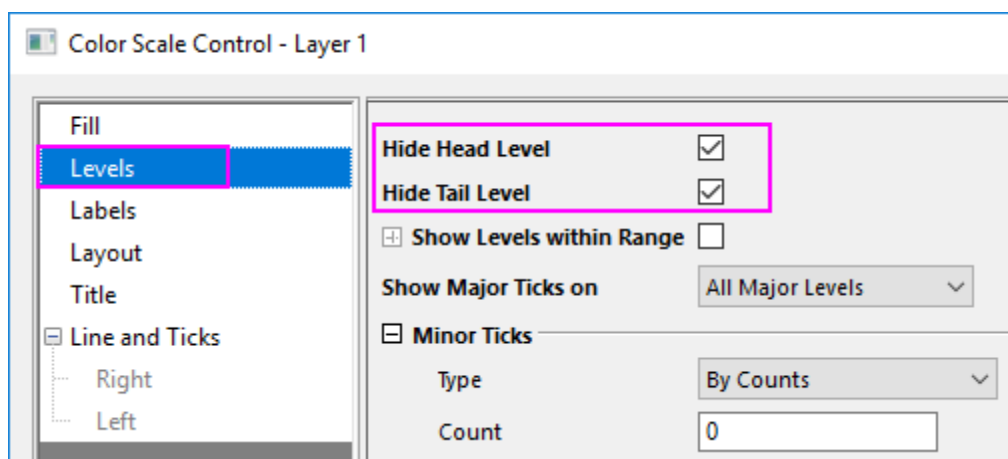 Color Scale Control - Layer 1
Fill
Levels
Labels
Layout
Title
Line and Ticks
Right
Left
Hide Head Level
Hide Tail Level
Show Levels within Range
Show Major Ticks on All Major Levels
Minor Ticks
Type By Counts
Count 0